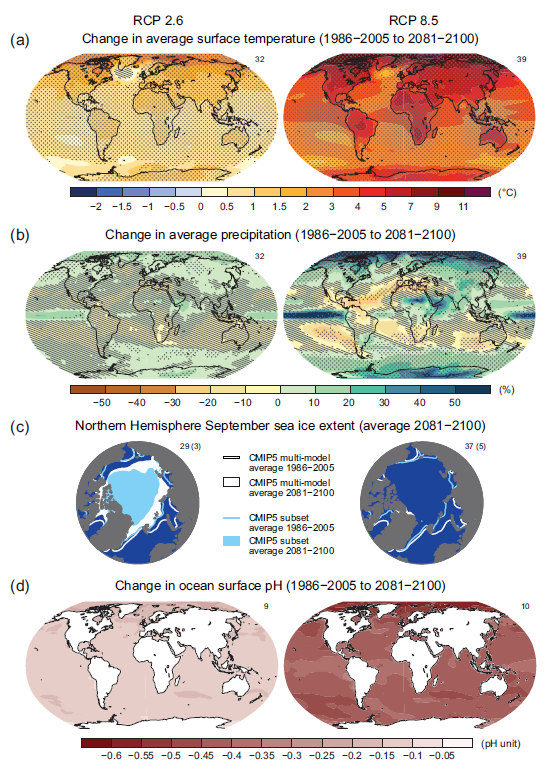 RCP 2.6 RCP 8.5
(a) Change in average surface temperature (1986−2005 to 2081−2100)
32 39
(°C)
−2 −1.5 −1 −0.5 0 0.5 1 1.5 2 3 4 5 7 9 11
(b) Change in average precipitation (1986−2005 to 2081−2100)
32 39
(%)
−50 −40 −30 −20 −10 0 10 20 30 40 50
(c) Northern Hemisphere September sea ice extent (average 2081−2100)
29 (3) 37 (5)
CMIP5 multi-model
average 1986−2005
CMIP5 multi-model
average 2081−2100
CMIP5 subset
average 1986−2005
CMIP5 subset
average 2081−2100
(d) Change in ocean surface pH (1986−2005 to 2081−2100)
9 10
(pH unit)
−0.6 −0.55 −0.5 −0.45 −0.4 −0.35 −0.3 −0.25 −0.2 −0.15 −0.1 −0.05